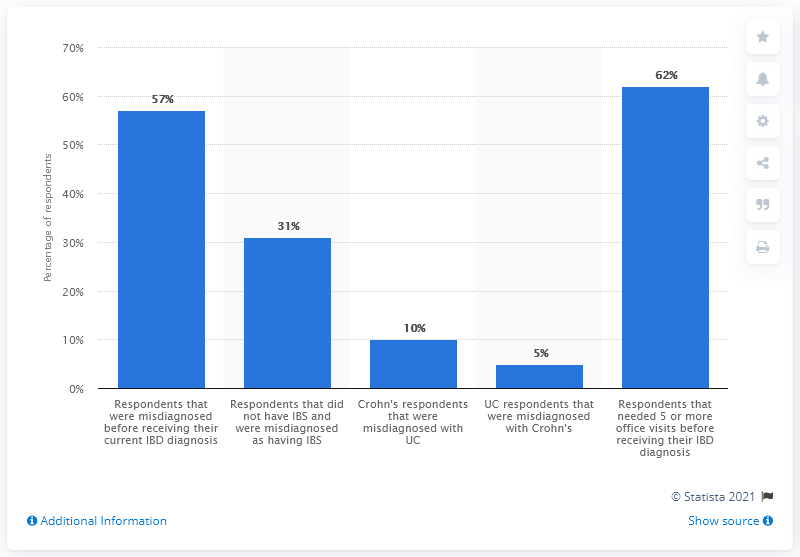 70%
60%
50%
40%
30%
20%
10%
0%
Percentage of respondents
57%
31%
10%
5%
62%
Respondents that
were misdiagnosed
before receiving their
current IBD diagnosis
Respondents that did
not have IBS and
were misdiagnosed
as having IBS
Crohn's respondents
that were
misdiagnosed with
UC
UC respondents that
were misdiagnosed
with Crohn's
Respondents that
needed 5 or more
office visits before
receiving their IBD
diagnosis
© Statista 2021
Additional Information
Show source